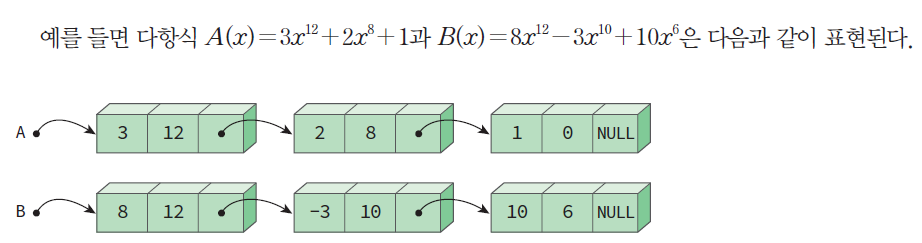 예를 들면 다항식 A(x)=3x¹²+2x⁸+1과 B(x)=8x¹²-3x¹⁰+10x⁶은 다음과 같이 표현된다.
A 3 12 2 8 1 0 NULL
B 8 12 -3 10 10 6 NULL